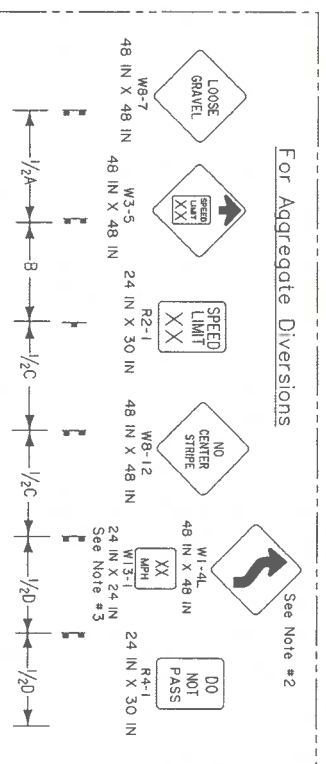 For Aggregate Diversions
See Note #2
LOOSE
GRAVEL
W8-7
48 IN X 48 IN
SPEED
LIMIT
XX
W3-5
48 IN X 48 IN
SPEED
LIMIT
XX
R2-1
24 IN X 30 IN
NO
CENTER
STRIPE
W8-12
48 IN X 48 IN
W1-4L
48 IN X 48 IN
XX
MPH
W13-1
24 IN X 24 IN
See Note #3
DO
NOT
PASS
R4-1
24 IN X 30 IN
1/2A
B
1/2C
1/2C
1/2D
1/2D